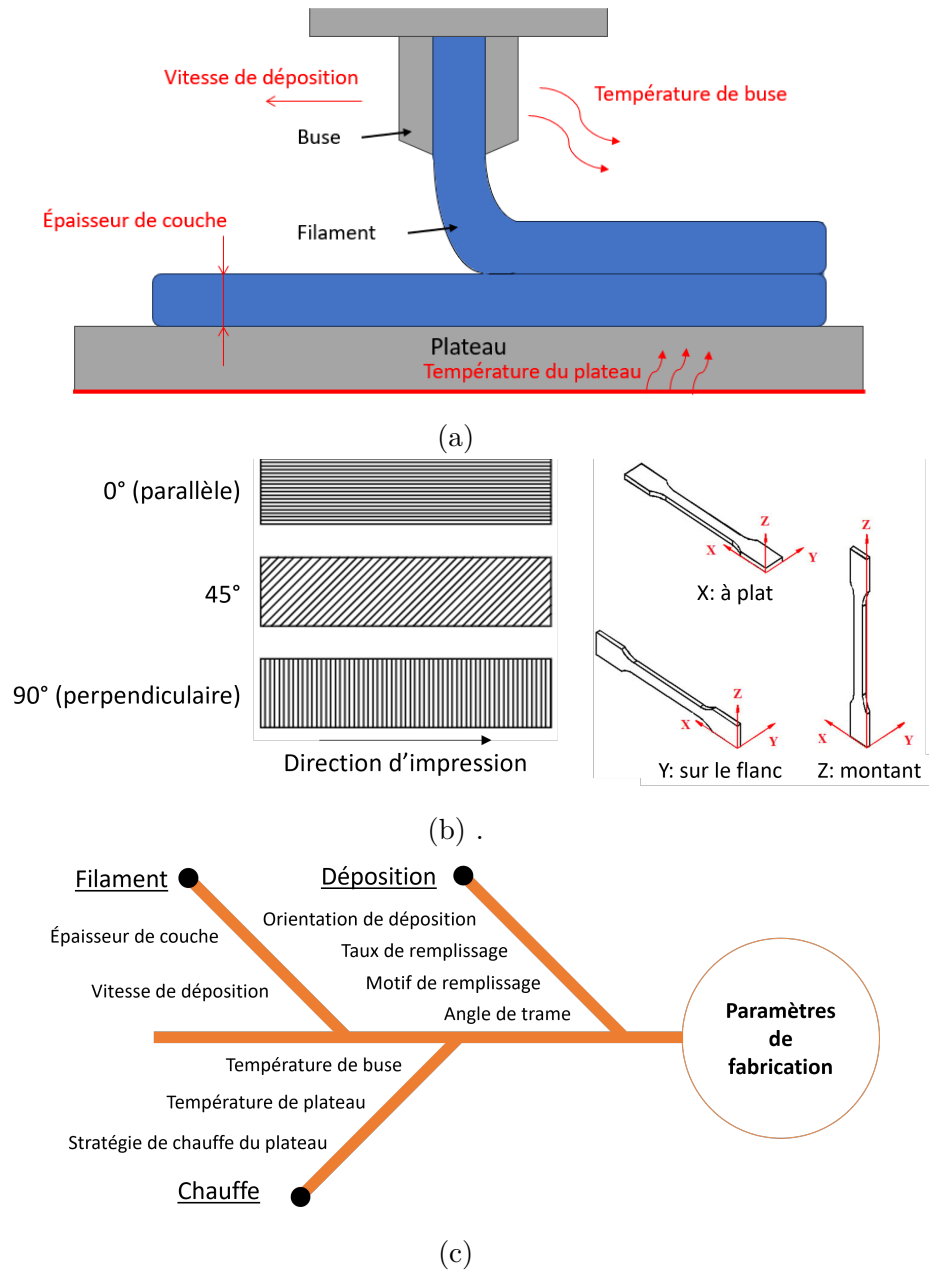 Vitesse de déposition
Température de buse
Buse
Épaisseur de couche
Filament
Plateau
Température du plateau
(a)
0° (parallèle)
45°
90° (perpendiculaire)
Direction d’impression
Z
X
Y
X: à plat
Z
X
Y
Y: sur le flanc
Z
X
Y
Z: montant
(b) .
Filament
Épaisseur de couche
Vitesse de déposition
Déposition
Orientation de déposition
Taux de remplissage
Motif de remplissage
Angle de trame
Paramètres
de
fabrication
Température de buse
Température de plateau
Stratégie de chauffe du plateau
Chauffe
(c)